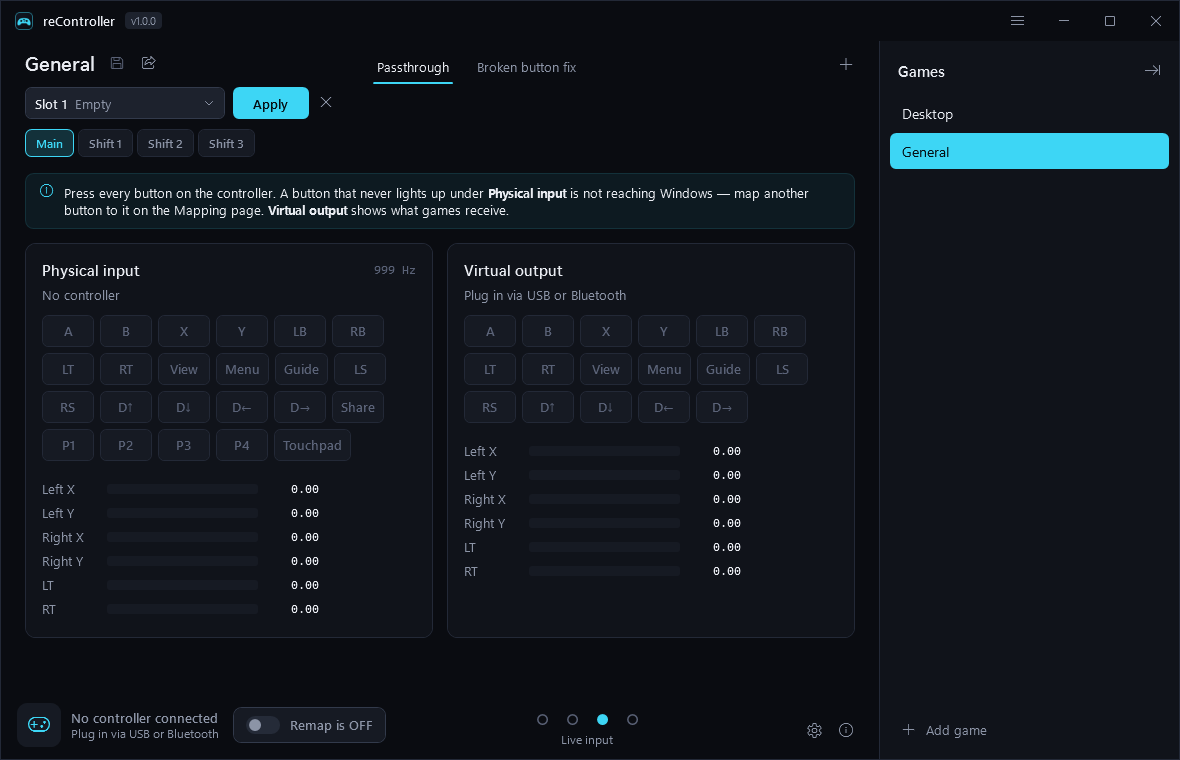 reController v1.0.0
General
Passthrough
Broken button fix
Slot 1 Empty
Apply
Main
Shift 1
Shift 2
Shift 3
Press every button on the controller. A button that never lights up under Physical input is not reaching Windows — map another
button to it on the Mapping page. Virtual output shows what games receive.
Physical input
999 Hz
No controller
A B X Y LB RB
LT RT View Menu Guide LS
RS D↑ D↓ D← D→ Share
P1 P2 P3 P4 Touchpad
Left X 0.00
Left Y 0.00
Right X 0.00
Right Y 0.00
LT 0.00
RT 0.00
Virtual output
Plug in via USB or Bluetooth
A B X Y LB RB
LT RT View Menu Guide LS
RS D↑ D↓ D← D→
Left X 0.00
Left Y 0.00
Right X 0.00
Right Y 0.00
LT 0.00
RT 0.00
No controller connected
Plug in via USB or Bluetooth
Remap is OFF
Live input
Games
Desktop
General
Add game